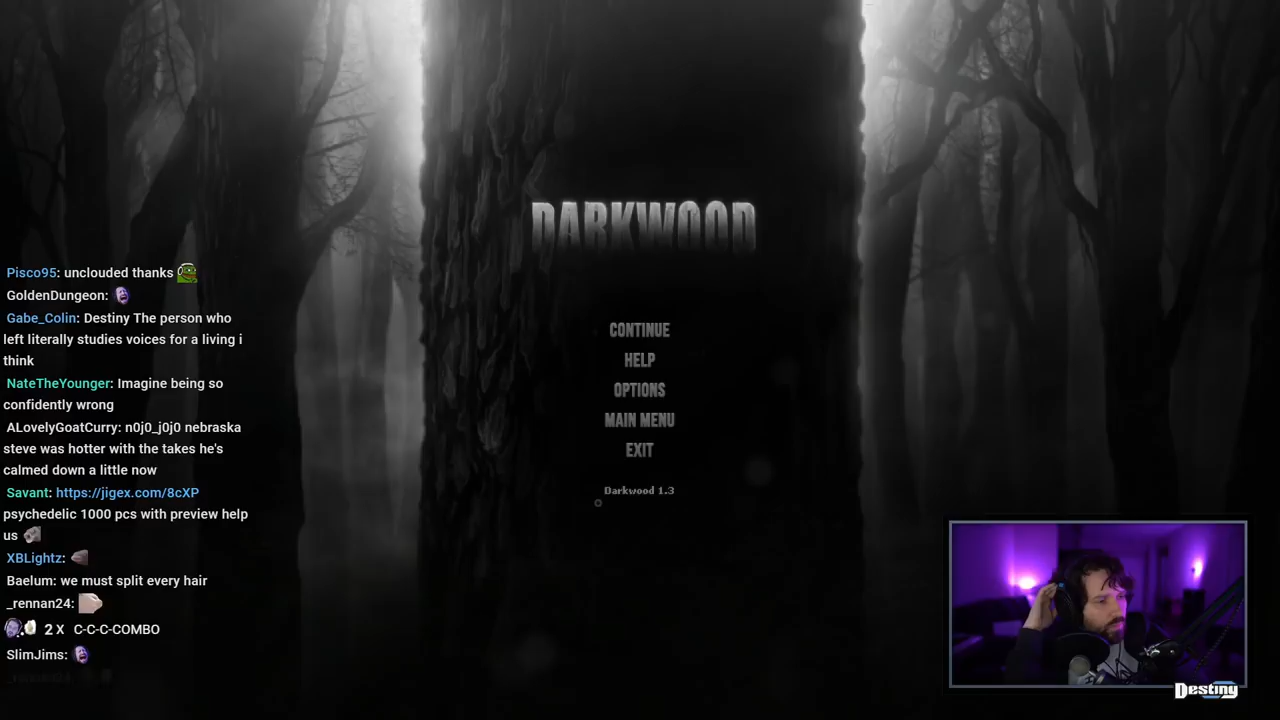 DARKWOOD
CONTINUE
HELP
OPTIONS
MAIN MENU
EXIT
Darkwood 1.3
Pisco95: unclouded thanks
GoldenDungeon:
Gabe_Colin: Destiny The person who
left literally studies voices for a living i
think
NateTheYounger: Imagine being so
confidently wrong
ALovelyGoatCurry: n0j0_j0j0 nebraska
steve was hotter with the takes he's
calmed down a little now
Savant: https://jigex.com/8cXP
psychedelic 1000 pcs with preview help
us
XBLightz:
Baelum: we must split every hair
_rennan24:
2 X C-C-C-COMBO
SlimJims:
Destiny